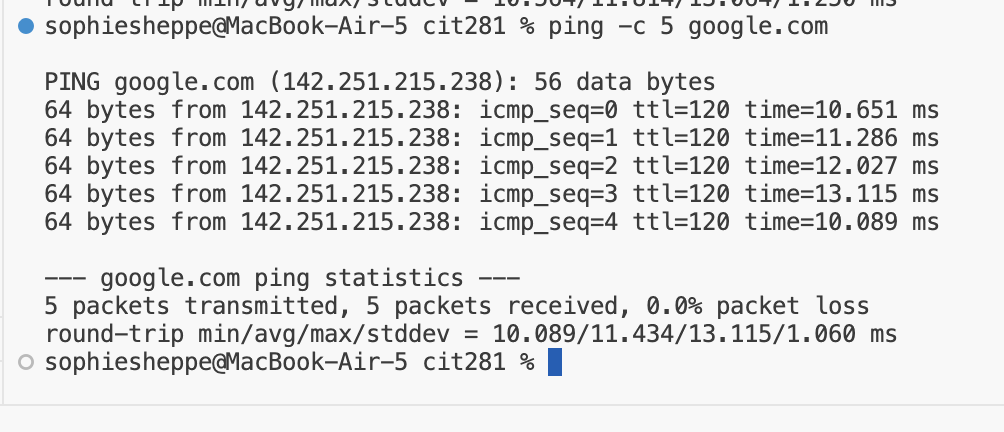 round-trip min/avg/max/stddev = 10.564/11.814/13.064/1.250 ms
sophiesheppe@MacBook-Air-5 cit281 % ping -c 5 google.com
PING google.com (142.251.215.238): 56 data bytes
64 bytes from 142.251.215.238: icmp_seq=0 ttl=120 time=10.651 ms
64 bytes from 142.251.215.238: icmp_seq=1 ttl=120 time=11.286 ms
64 bytes from 142.251.215.238: icmp_seq=2 ttl=120 time=12.027 ms
64 bytes from 142.251.215.238: icmp_seq=3 ttl=120 time=13.115 ms
64 bytes from 142.251.215.238: icmp_seq=4 ttl=120 time=10.089 ms
--- google.com ping statistics ---
5 packets transmitted, 5 packets received, 0.0% packet loss
round-trip min/avg/max/stddev = 10.089/11.434/13.115/1.060 ms
sophiesheppe@MacBook-Air-5 cit281 %